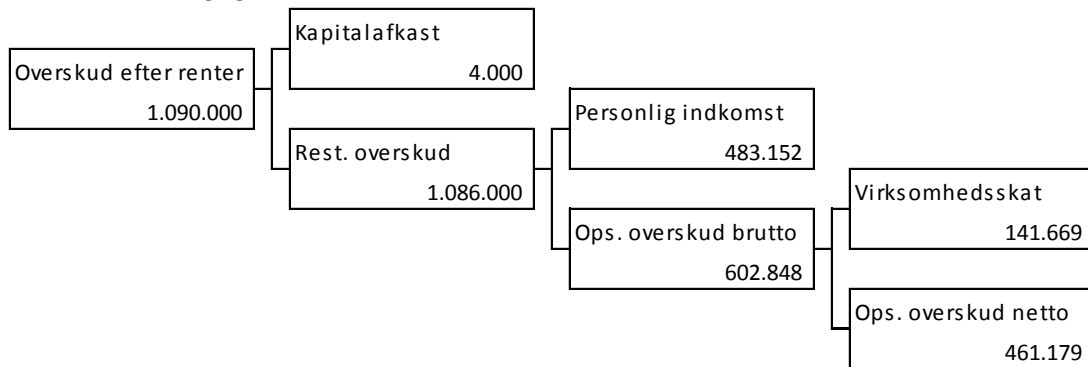 Kapitalafkast
4.000
Overskud efter renter
1.090.000
Personlig indkomst
483.152
Rest. overskud
1.086.000
Virksomhedsskat
141.669
Ops. overskud brutto
602.848
Ops. overskud netto
461.179